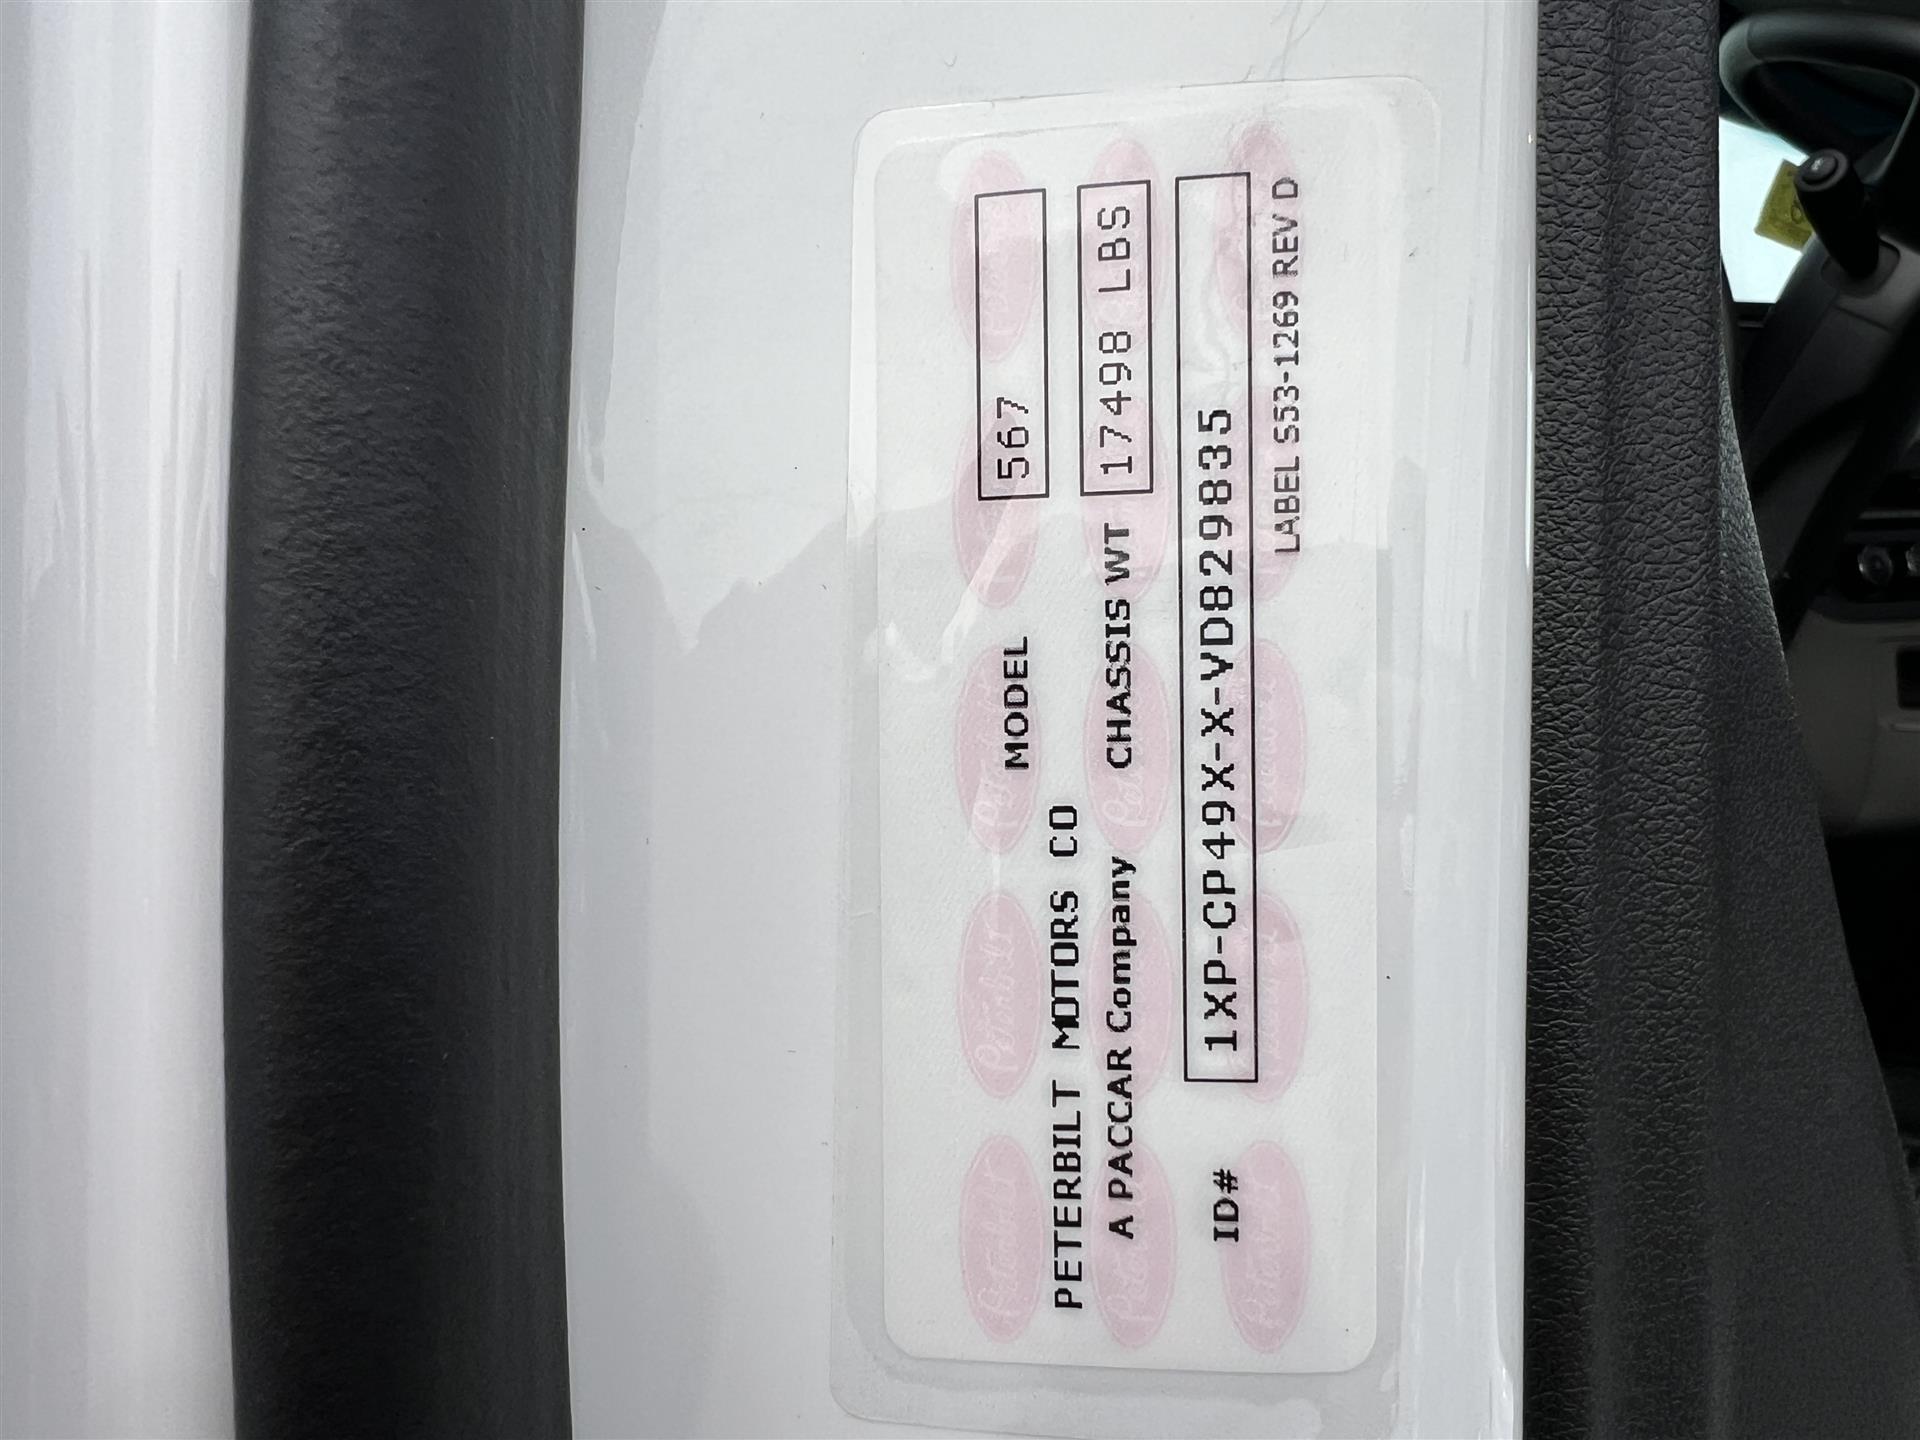 MODEL 567
PETERBILT MOTORS CO
A PACCAR Company CHASSIS WT 17498 LBS
ID# 1XP-CP49X-X-VD829835
LABEL S53-1269 REV D
Peterbilt